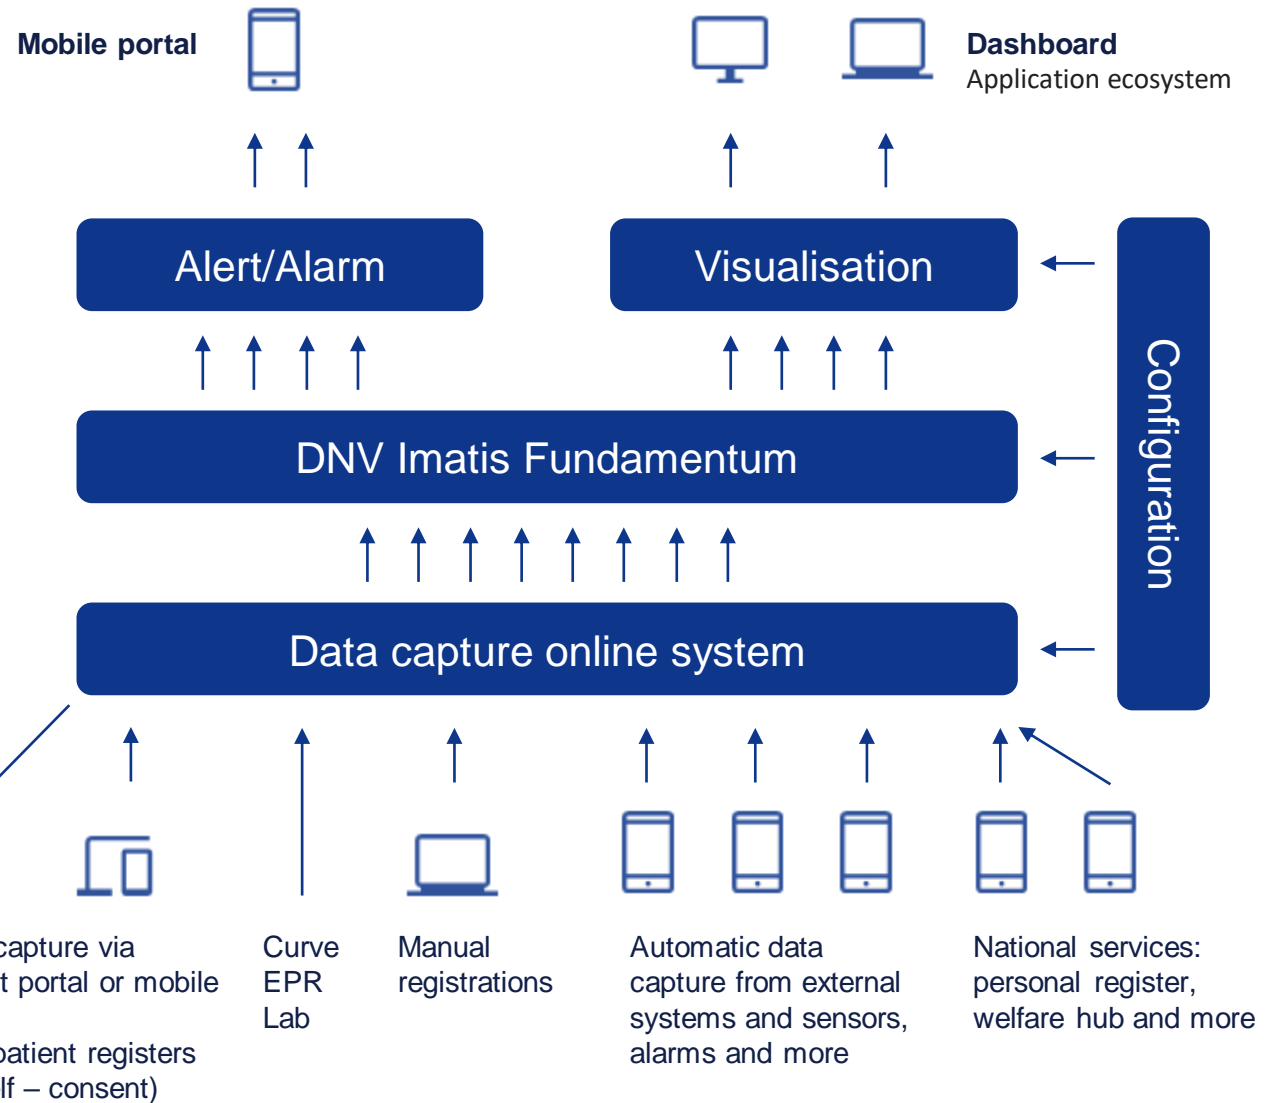 Mobile portal
Dashboard
Application ecosystem
Alert/Alarm
Visualisation
Configuration
DNV Imatis Fundamentum
Data capture online system
capture via
t portal or mobile
patient registers
lf – consent)
Curve
EPR
Lab
Manual
registrations
Automatic data
capture from external
systems and sensors,
alarms and more
National services:
personal register,
welfare hub and more